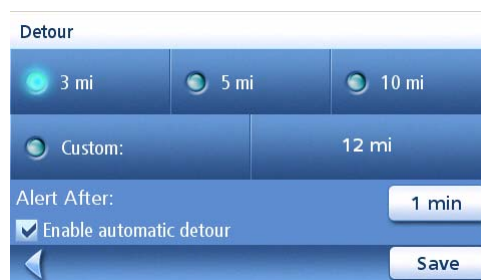 Detour
3 mi 5 mi 10 mi
Custom: 12 mi
Alert After: 1 min
Enable automatic detour
Save